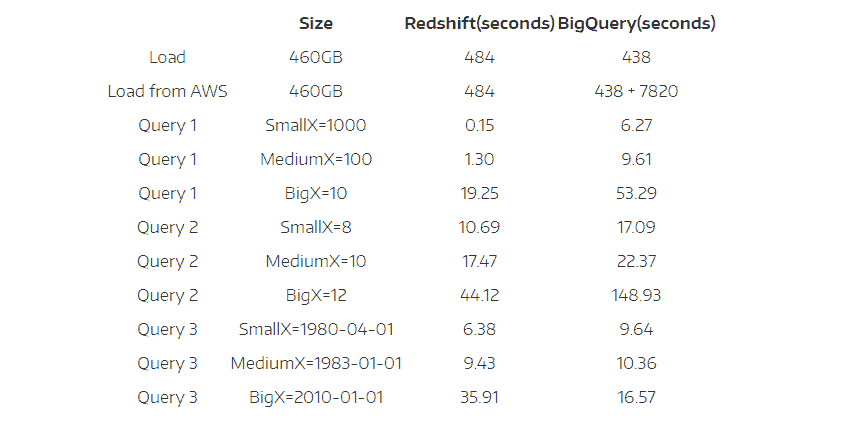 Size Redshift(seconds) BigQuery(seconds)
Load 460GB 484 438
Load from AWS 460GB 484 438 + 7820
Query 1 SmallX=1000 0.15 6.27
Query 1 MediumX=100 1.30 9.61
Query 1 BigX=10 19.25 53.29
Query 2 SmallX=8 10.69 17.09
Query 2 MediumX=10 17.47 22.37
Query 2 BigX=12 44.12 148.93
Query 3 SmallX=1980-04-01 6.38 9.64
Query 3 MediumX=1983-01-01 9.43 10.36
Query 3 BigX=2010-01-01 35.91 16.57